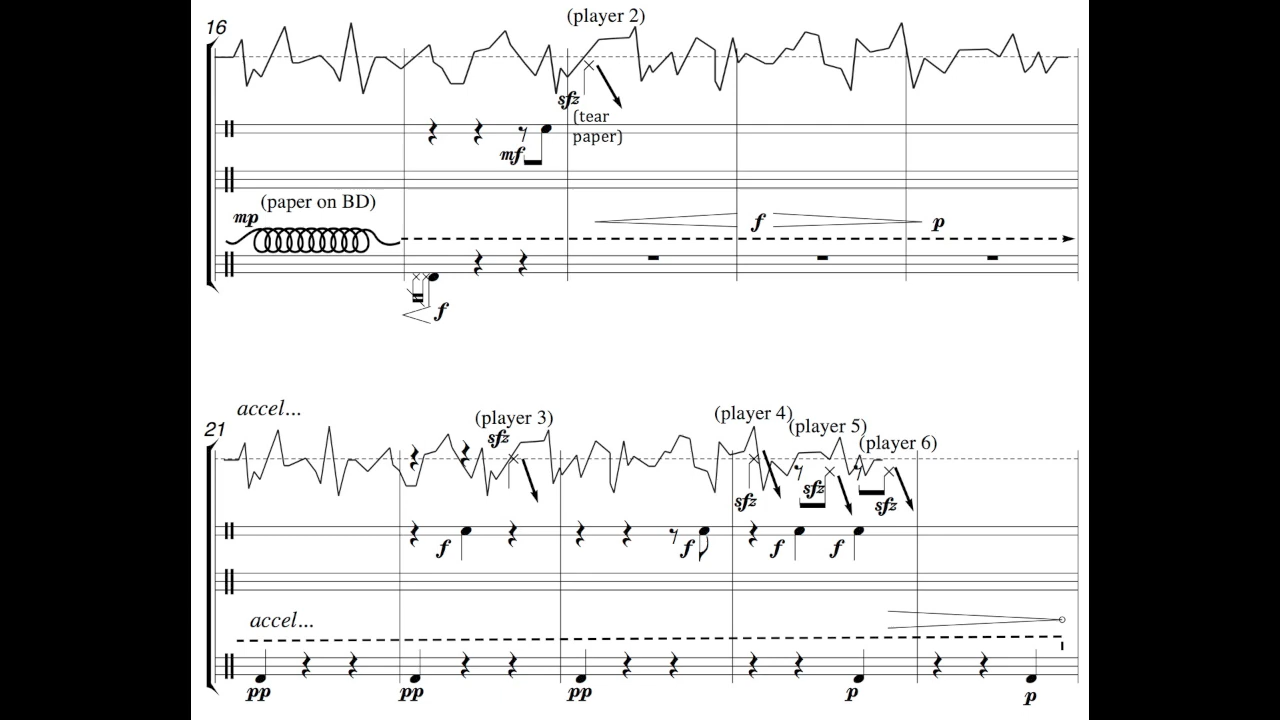 16
(player 2)
sfz
(tear
paper)
mf
(paper on BD)
mp
f
p
f
accel...
21
(player 3)
sfz
(player 4)
(player 5)
(player 6)
sfz
sfz
sfz
f
f
f
f
accel...
pp
pp
pp
p
p